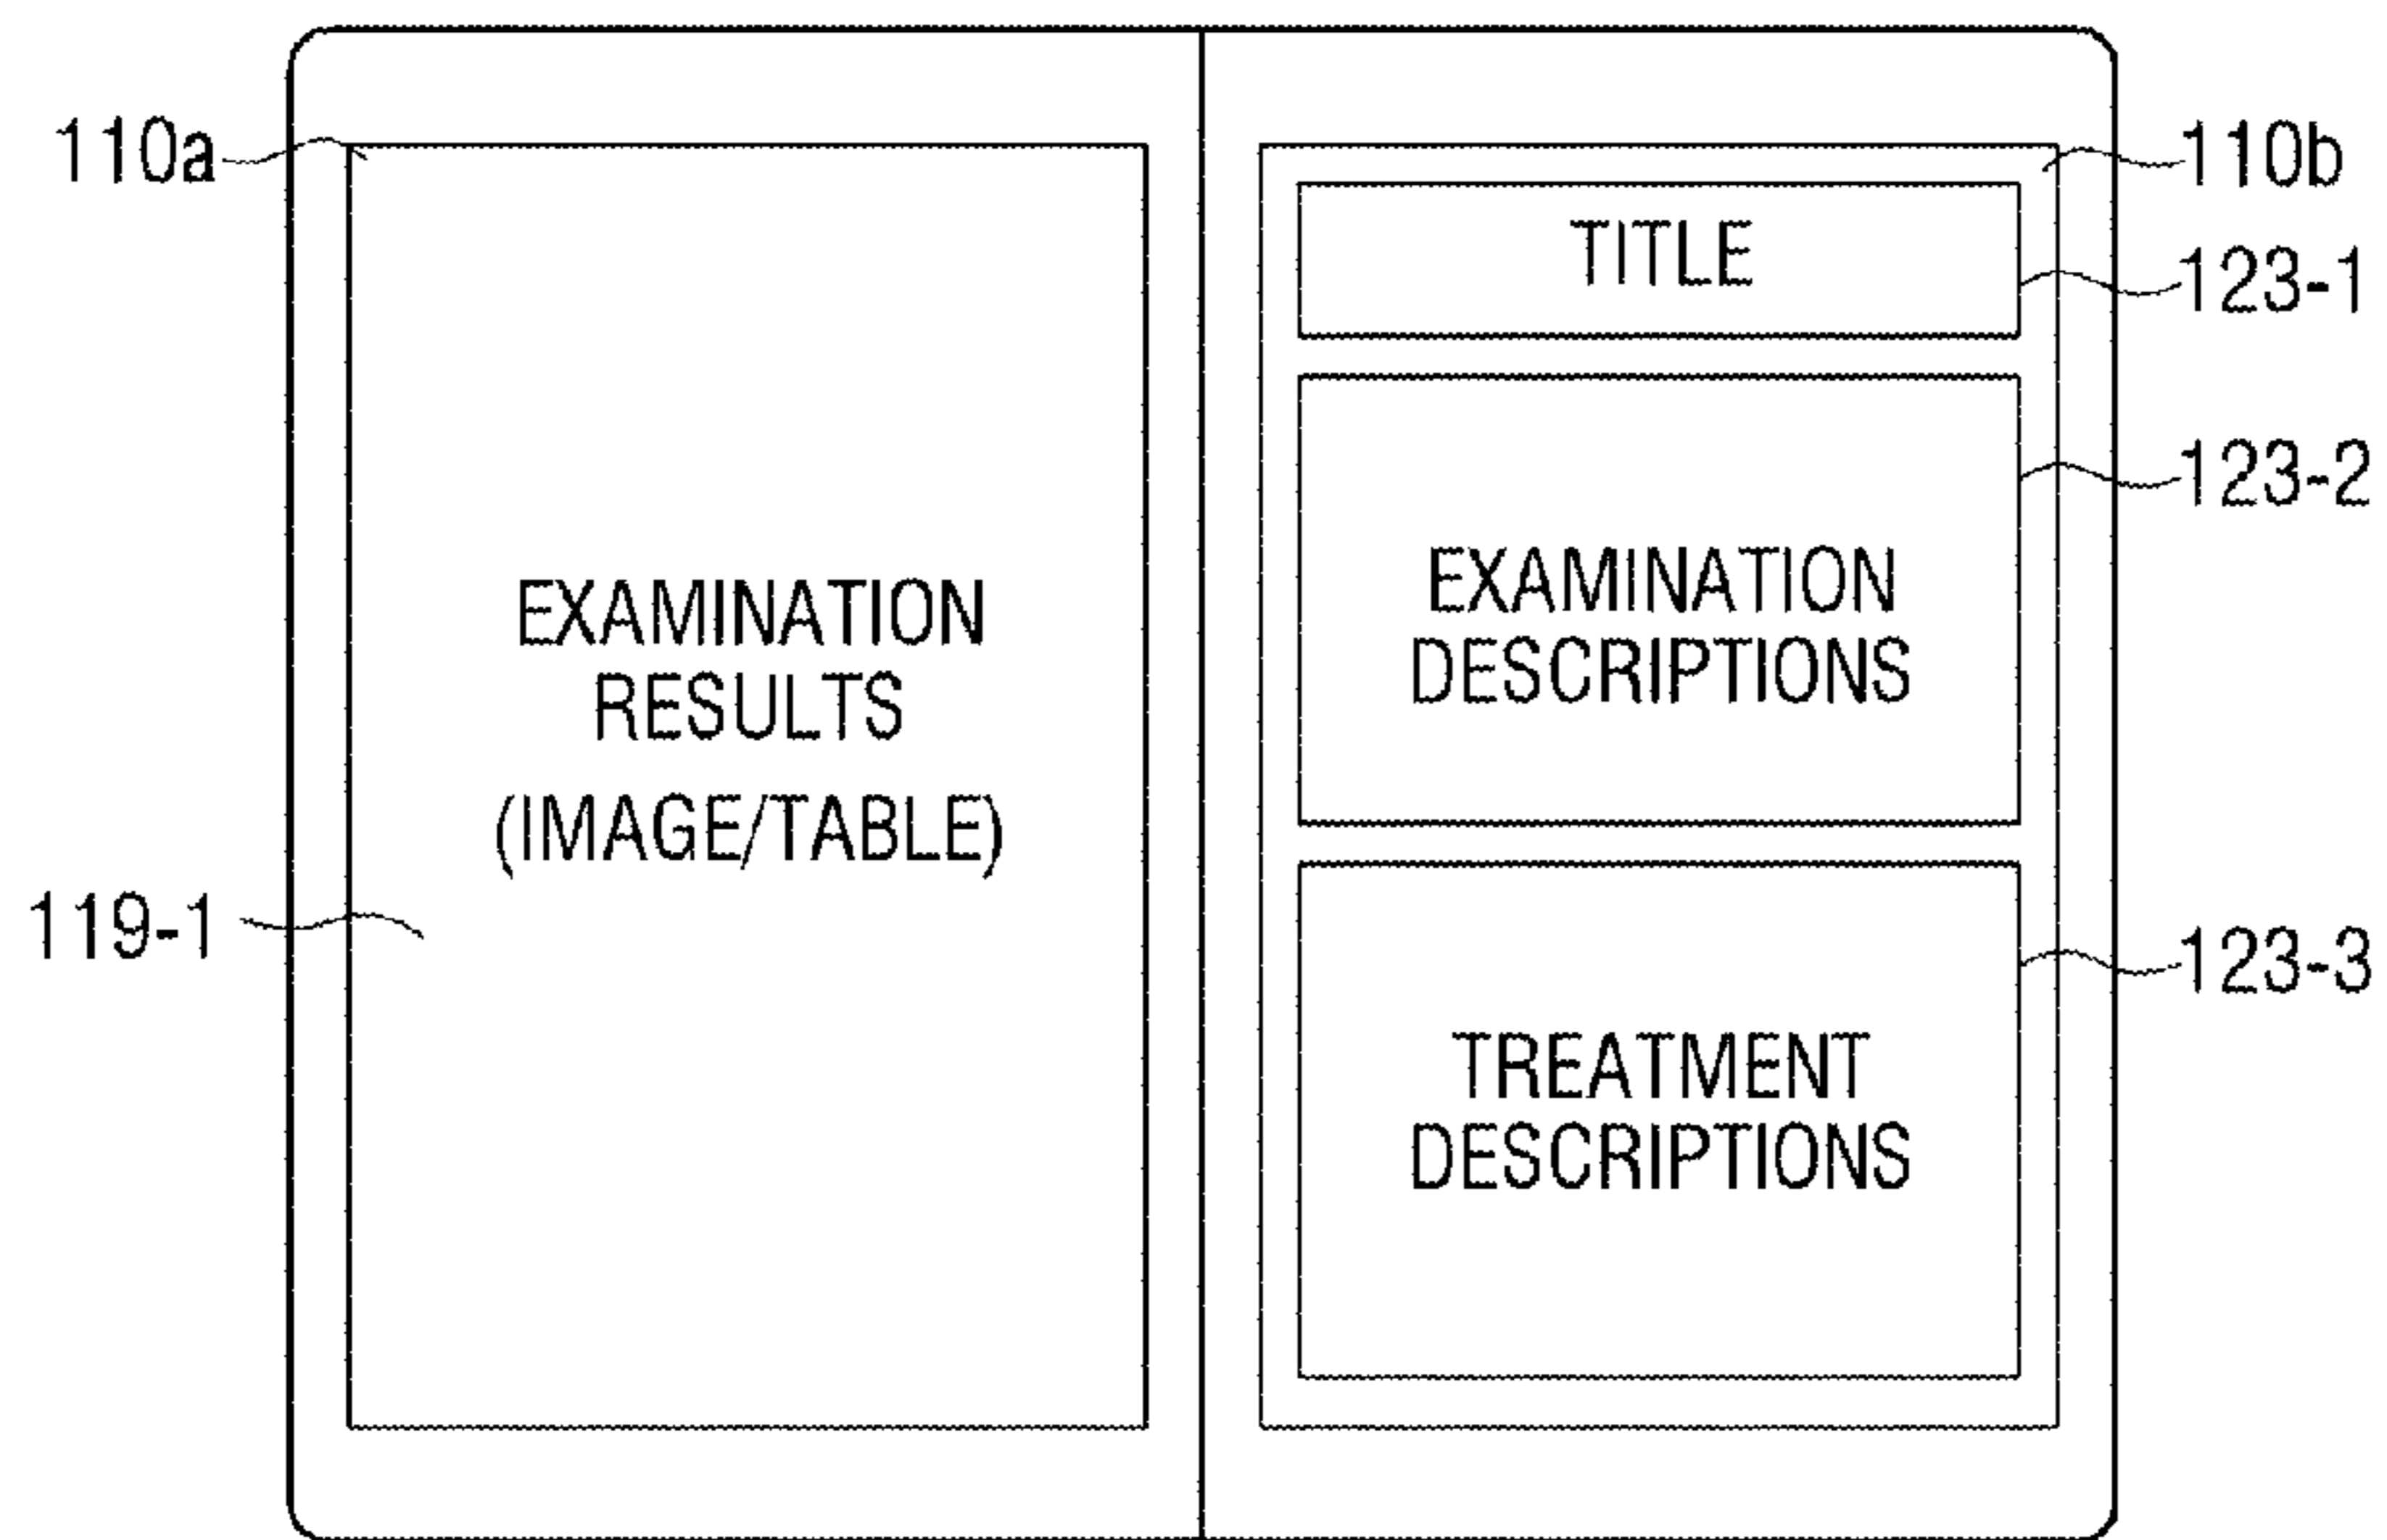 110a
EXAMINATION
RESULTS
(IMAGE/TABLE)
119-1
110b
TITLE
123-1
123-2
EXAMINATION
DESCRIPTIONS
123-3
TREATMENT
DESCRIPTIONS